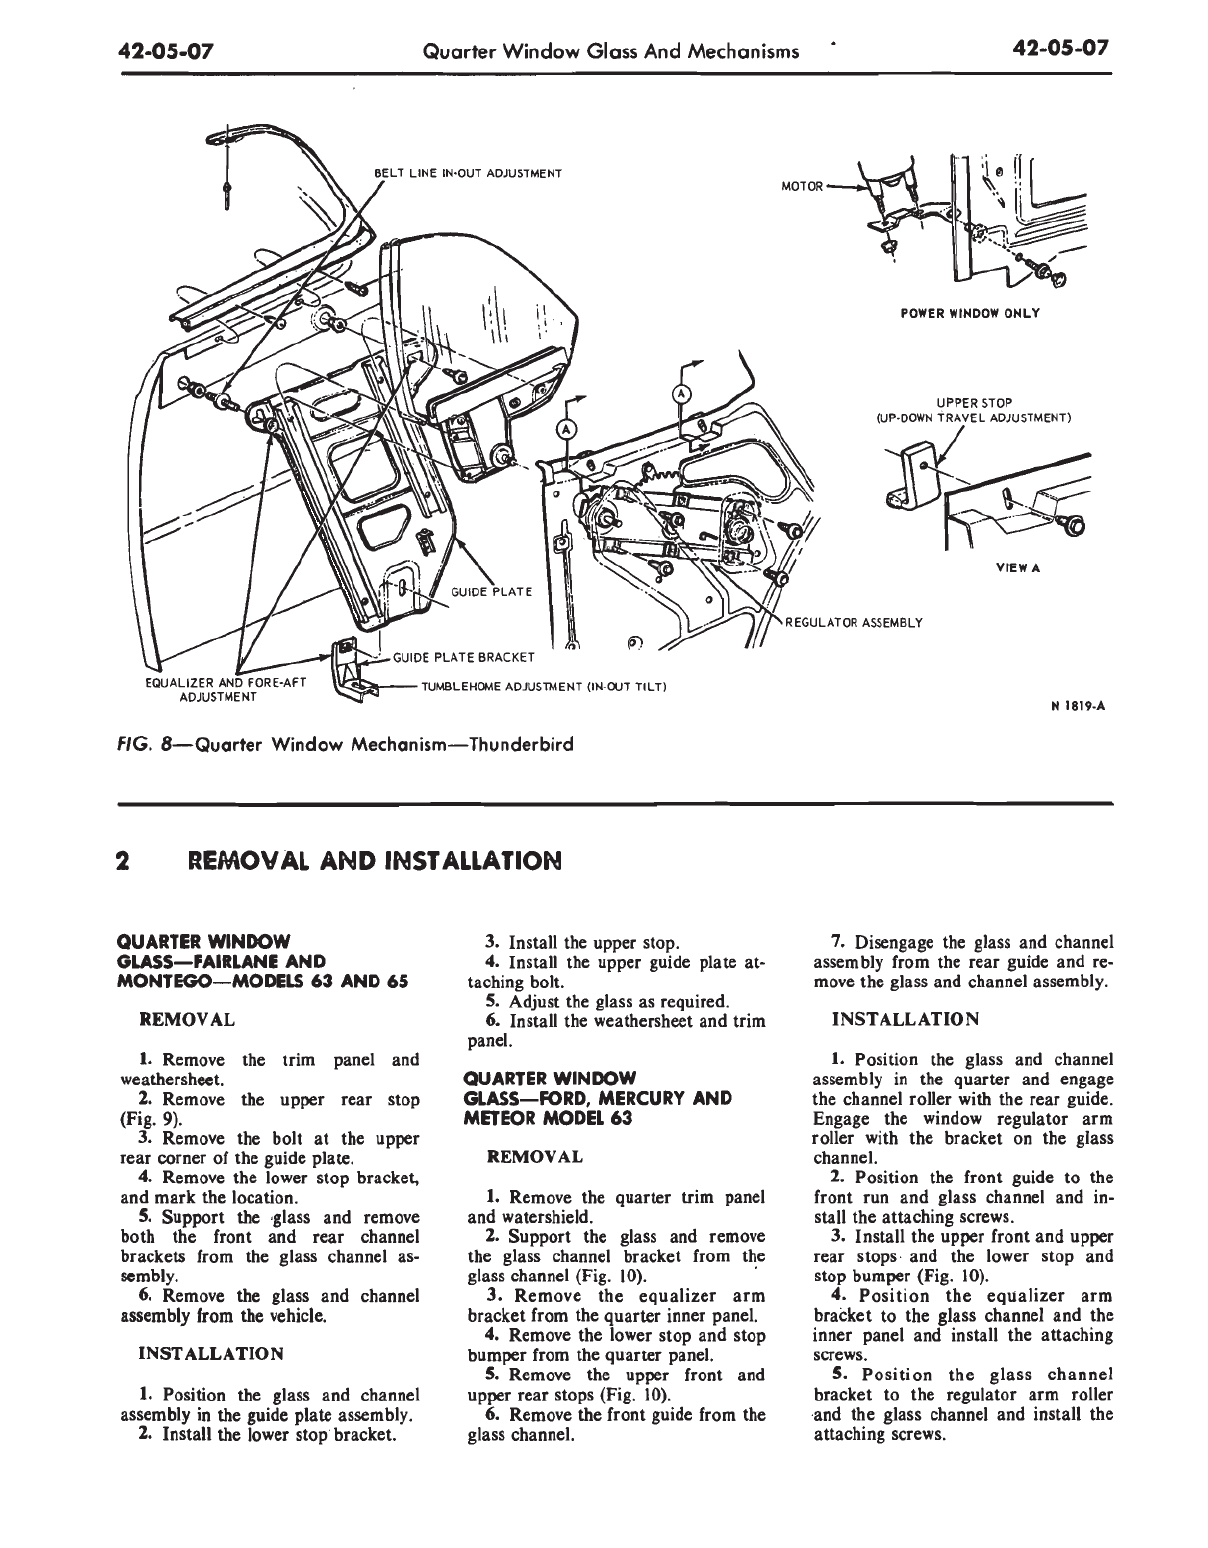 42-05-07 Quarter Window Glass And Mechanisms 42-05-07
BELT LINE IN-OUT ADJUSTMENT
MOTOR
POWER WINDOW ONLY
UPPER STOP
(UP-DOWN TRAVEL ADJUSTMENT)
A
A
VIEW A
GUIDE PLATE
REGULATOR ASSEMBLY
GUIDE PLATE BRACKET
EQUALIZER AND FORE-AFT
ADJUSTMENT
TUMBLEHOME ADJUSTMENT (IN-OUT TILT)
N 1819-A
FIG. 8—Quarter Window Mechanism—Thunderbird
2 REMOVAL AND INSTALLATION
QUARTER WINDOW
GLASS—FAIRLANE AND
MONTEGO—MODELS 63 AND 65
REMOVAL
1. Remove the trim panel and
weathersheet.
2. Remove the upper rear stop
(Fig. 9).
3. Remove the bolt at the upper
rear corner of the guide plate.
4. Remove the lower stop bracket,
and mark the location.
5. Support the glass and remove
both the front and rear channel
brackets from the glass channel as-
sembly.
6. Remove the glass and channel
assembly from the vehicle.
INSTALLATION
1. Position the glass and channel
assembly in the guide plate assembly.
2. Install the lower stop bracket.
3. Install the upper stop.
4. Install the upper guide plate at-
taching bolt.
5. Adjust the glass as required.
6. Install the weathersheet and trim
panel.
QUARTER WINDOW
GLASS—FORD, MERCURY AND
METEOR MODEL 63
REMOVAL
1. Remove the quarter trim panel
and watershield.
2. Support the glass and remove
the glass channel bracket from the
glass channel (Fig. 10).
3. Remove the equalizer arm
bracket from the quarter inner panel.
4. Remove the lower stop and stop
bumper from the quarter panel.
5. Remove the upper front and
upper rear stops (Fig. 10).
6. Remove the front guide from the
glass channel.
7. Disengage the glass and channel
assembly from the rear guide and re-
move the glass and channel assembly.
INSTALLATION
1. Position the glass and channel
assembly in the quarter and engage
the channel roller with the rear guide.
Engage the window regulator arm
roller with the bracket on the glass
channel.
2. Position the front guide to the
front run and glass channel and in-
stall the attaching screws.
3. Install the upper front and upper
rear stops and the lower stop and
stop bumper (Fig. 10).
4. Position the equalizer arm
bracket to the glass channel and the
inner panel and install the attaching
screws.
5. Position the glass channel
bracket to the regulator arm roller
and the glass channel and install the
attaching screws.